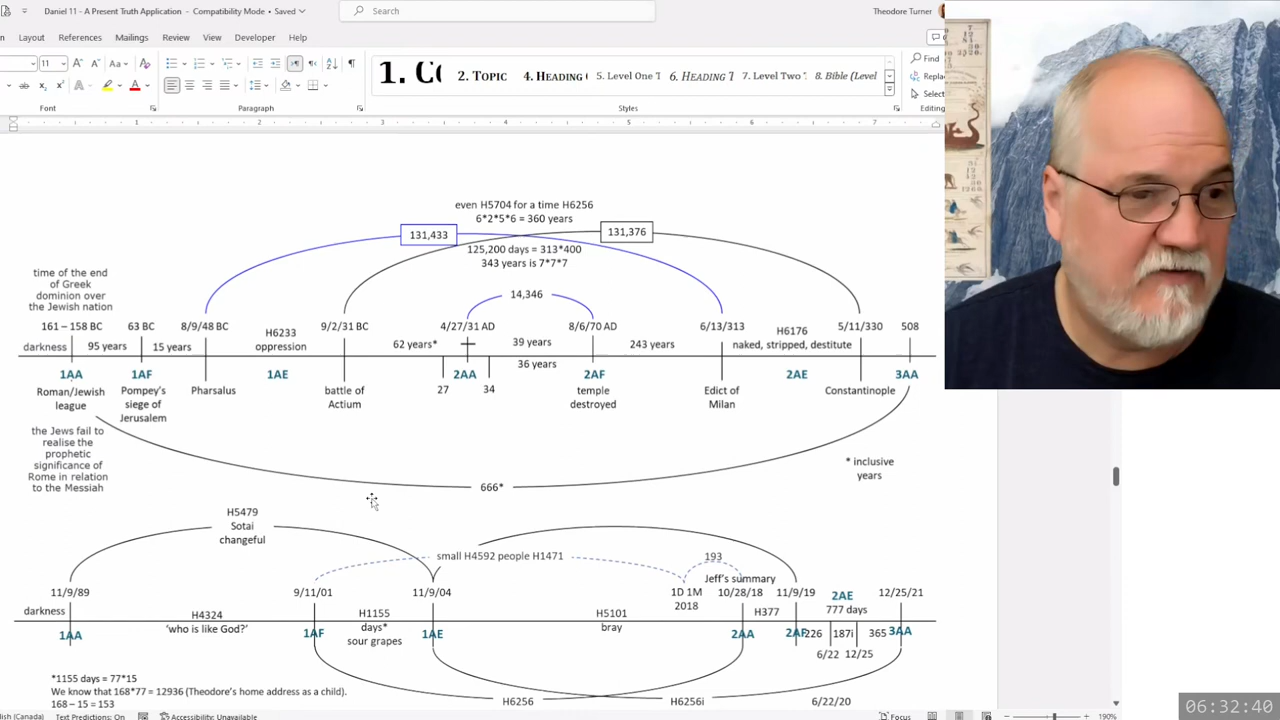 Daniel 11 - A Present Truth Application - Compatibility Mode • Saved
Search
Theodore Turner
Layout References Mailings Review View Developer Help
11
Aa
Font
Paragraph
1. Co
2. Topic
4. Heading
5. Level One T
6. Heading T
7. Level Two
8. Bible (Level
Styles
Find
Repla
Select
Editing
1 2 3 4 5 6 7
even H5704 for a time H6256
6*2*5*6 = 360 years
131,433
131,376
125,200 days = 313*400
343 years is 7*7*7
time of the end
of Greek
dominion over
the Jewish nation
14,346
161 – 158 BC
63 BC
8/9/48 BC
H6233
oppression
9/2/31 BC
4/27/31 AD
8/6/70 AD
6/13/313
H6176
naked, stripped, destitute
5/11/330
508
darkness
95 years
15 years
62 years*
39 years
243 years
36 years
1AA
1AF
1AE
2AA
2AF
2AE
3AA
Roman/Jewish
league
Pompey's
siege of
Jerusalem
Pharsalus
battle of
Actium
27
34
temple
destroyed
Edict of
Milan
Constantinople
the Jews fail to
realise the
prophetic
significance of
Rome in relation
to the Messiah
* inclusive
years
666*
H5479
Sotai
changeful
small H4592 people H1471
193
Jeff's summary
11/9/89
9/11/01
11/9/04
1D 1M
2018
10/28/18
11/9/19
2AE
12/25/21
darkness
H4324
'who is like God?'
H1155
days*
sour grapes
H5101
bray
H377
777 days
1AA
1AF
1AE
2AA
2AF
226
187i
365
3AA
6/22
12/25
*1155 days = 77*15
We know that 168*77 = 12936 (Theodore's home address as a child).
168 – 15 = 153
H6256
H6256i
6/22/20
06:32:40
lish (Canada)
Text Predictions: On
Accessibility: Unavailable
Focus
190%